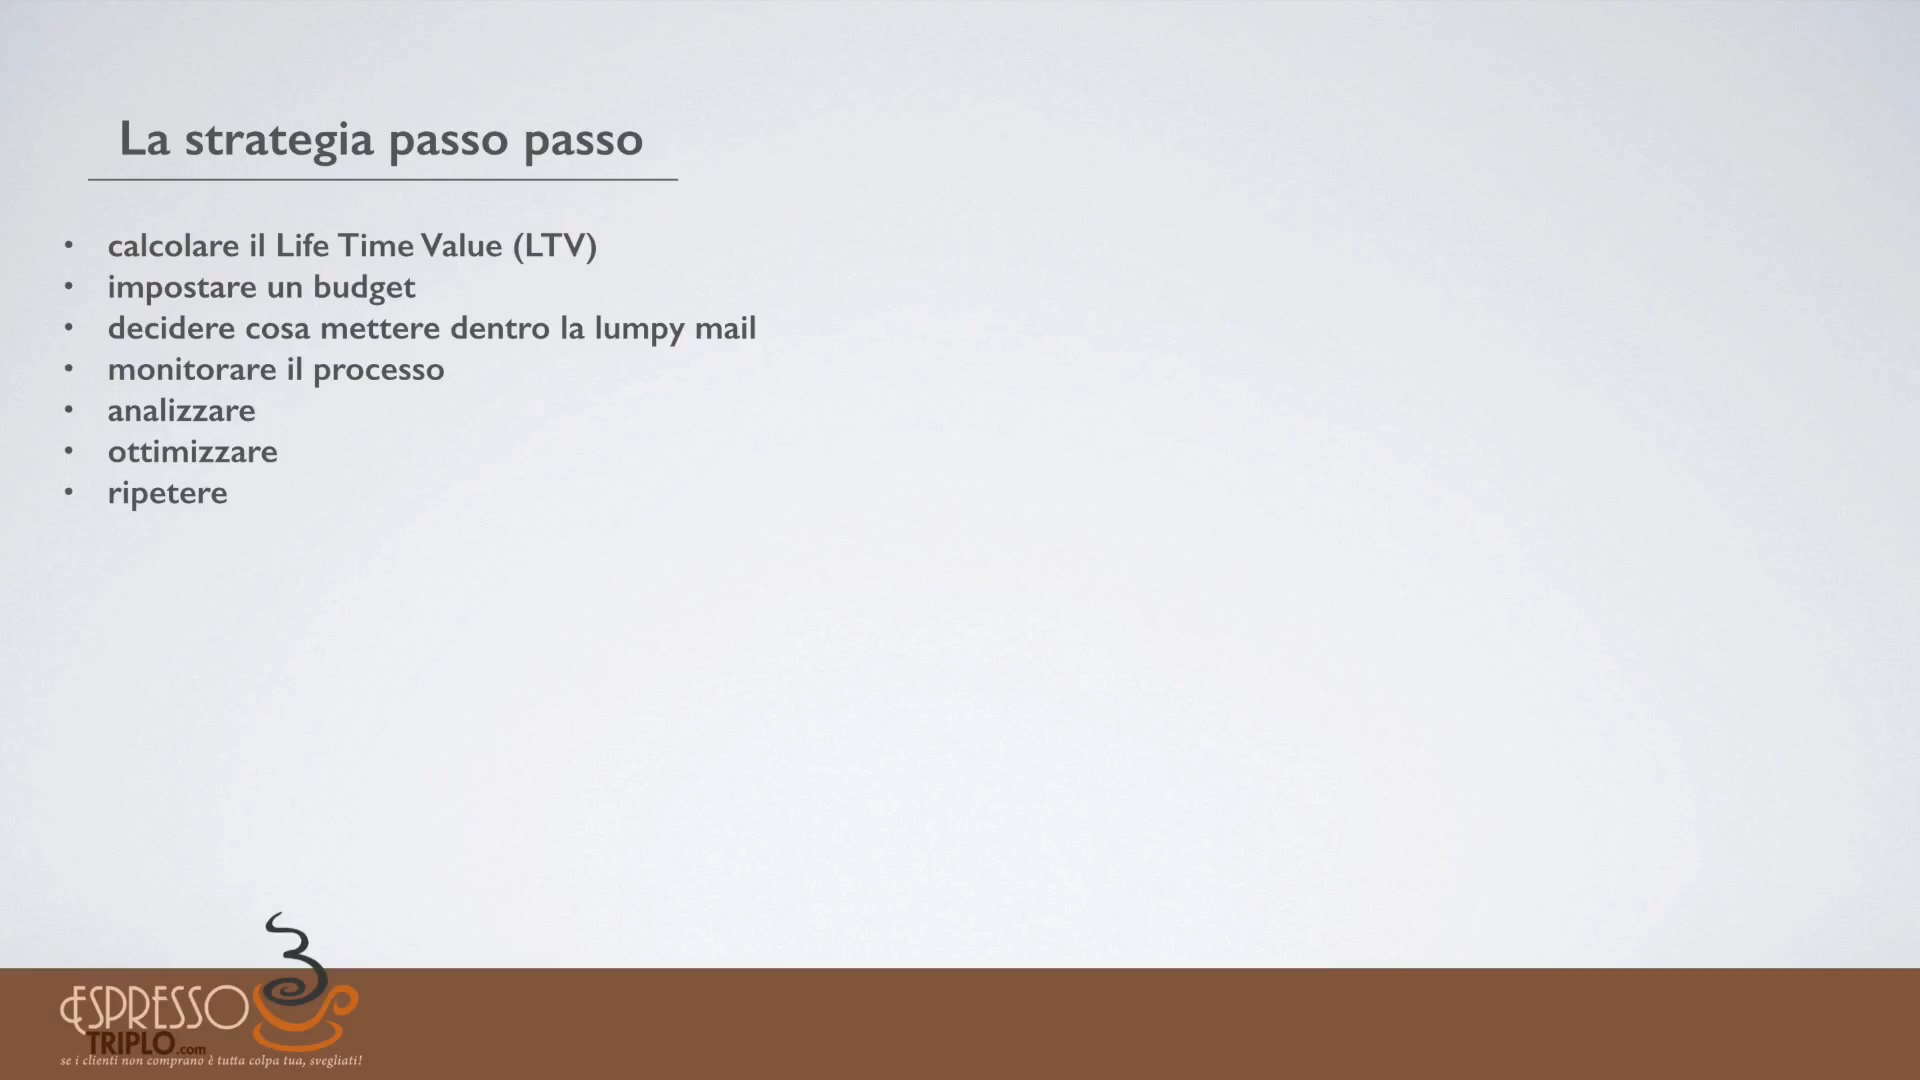 La strategia passo passo
• calcolare il Life Time Value (LTV)
• impostare un budget
• decidere cosa mettere dentro la lumpy mail
• monitorare il processo
• analizzare
• ottimizzare
• ripetere
ESPRESSO
TRIPLO.com
se i clienti non comprano è tutta colpa tua, svegliati!